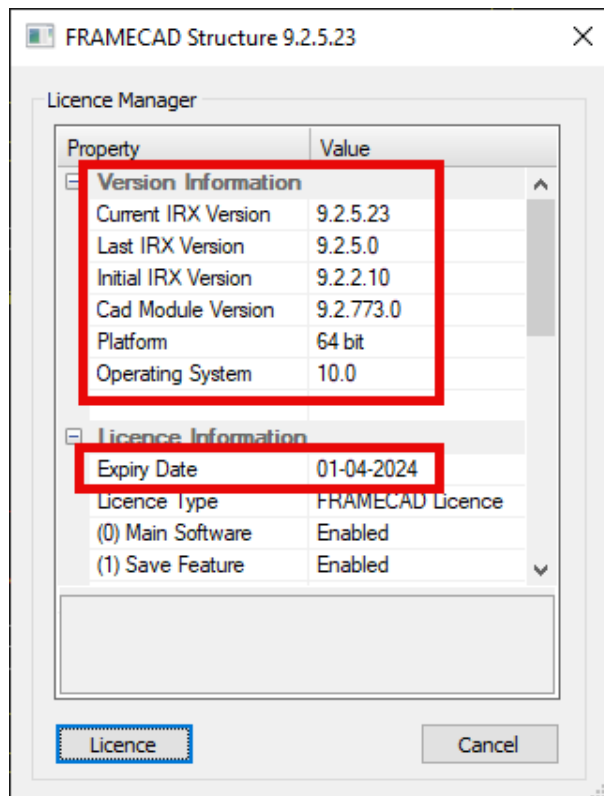 FRAMECAD Structure 9.2.5.23
Licence Manager
Property Value
Version Information
Current IRX Version 9.2.5.23
Last IRX Version 9.2.5.0
Initial IRX Version 9.2.2.10
Cad Module Version 9.2.773.0
Platform 64 bit
Operating System 10.0
Licence Information
Expiry Date 01-04-2024
Licence Type FRAMECAD Licence
(0) Main Software Enabled
(1) Save Feature Enabled
Licence Cancel